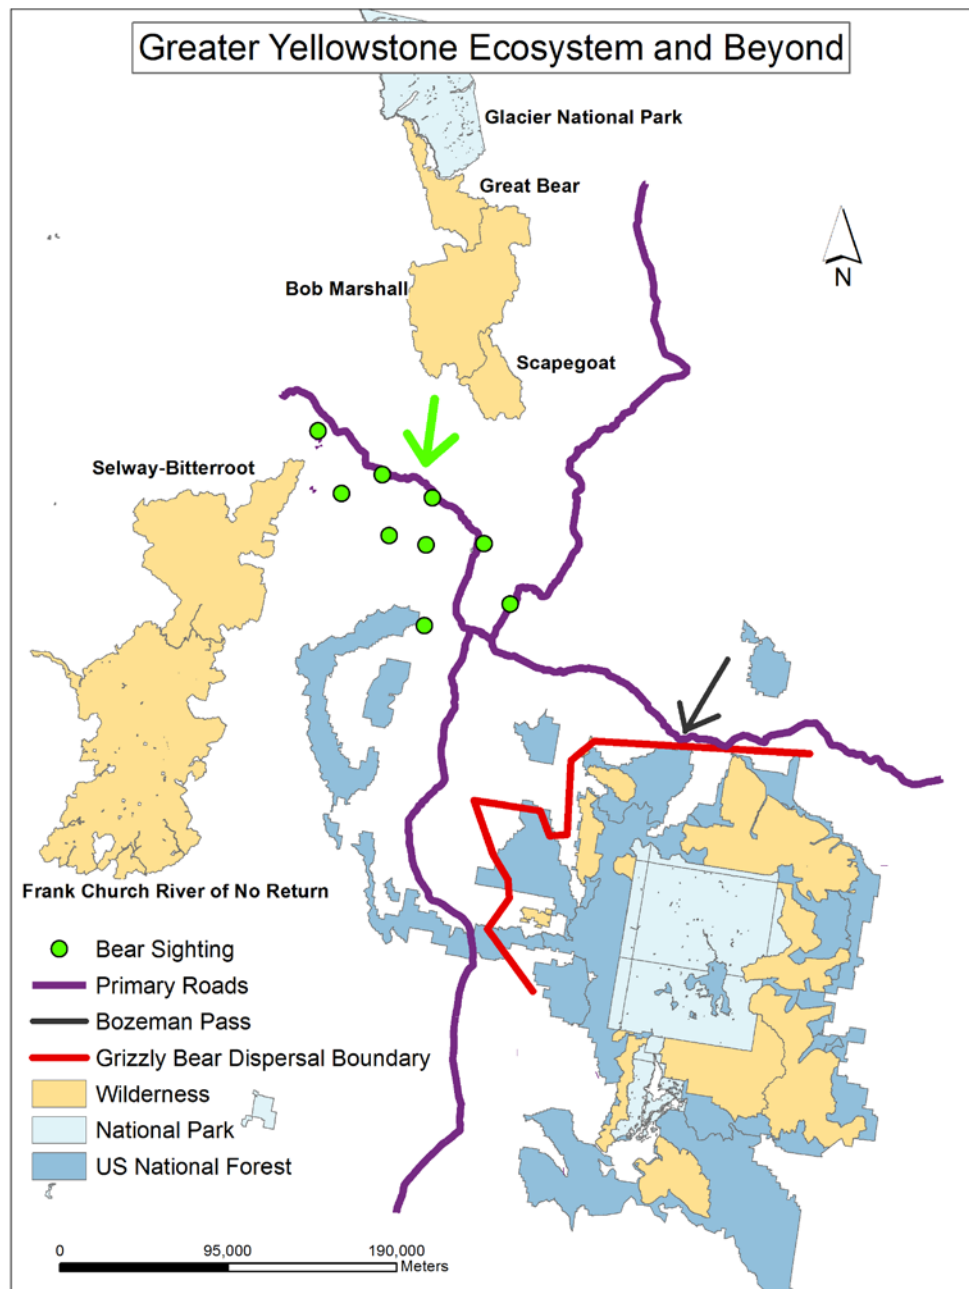 Greater Yellowstone Ecosystem and Beyond
Glacier National Park
Great Bear
Bob Marshall
N
Scapegoat
Selway-Bitterroot
Frank Church River of No Return
Bear Sighting
Primary Roads
Bozeman Pass
Grizzly Bear Dispersal Boundary
Wilderness
National Park
US National Forest
0 95,000 190,000
Meters